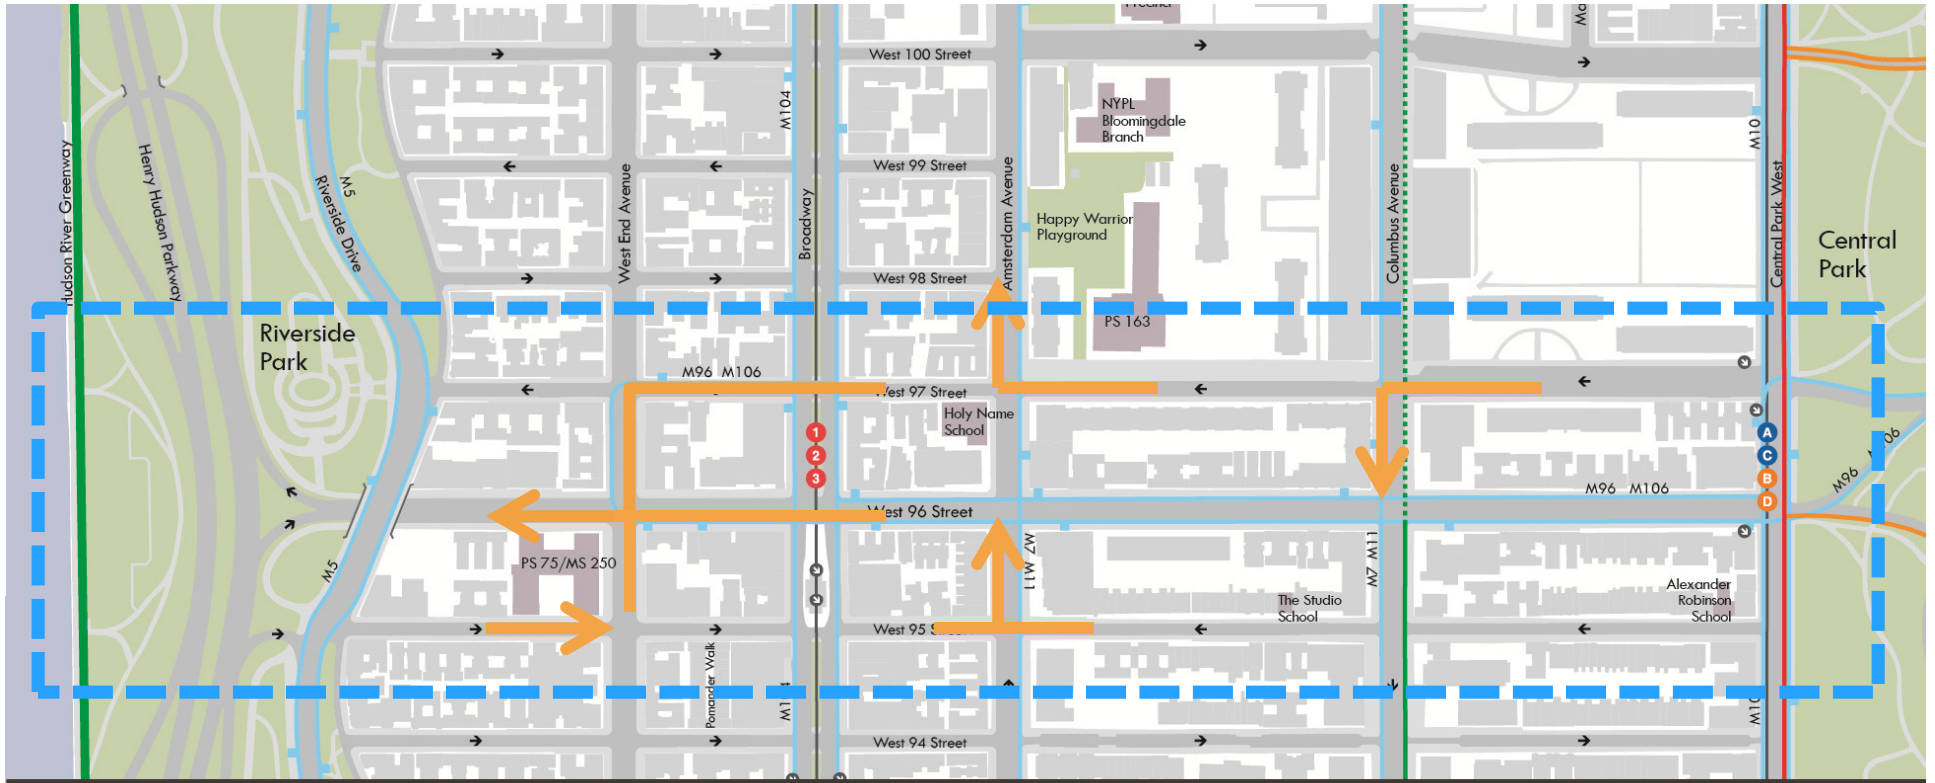 West 100 Street
M104
NYPL
Bloomingdale
Branch
M10
Hudson River Greenway
Henry Hudson Parkway
M5
Riverside Drive
West End Avenue
Broadway
West 99 Street
Amsterdam Avenue
Happy Warrior
Playground
Columbus Avenue
Central Park West
Central
Park
West 98 Street
Riverside
Park
PS 163
M96 M106
West 97 Street
Holy Name
School
1
2
3
A
C
B
D
M96 M106
M96
West 96 Street
PS 75/MS 250
M5
M7 M11
M11 M7
The Studio
School
Alexander
Robinson
School
West 95 Street
Pomander Walk
M104
M10
West 94 Street